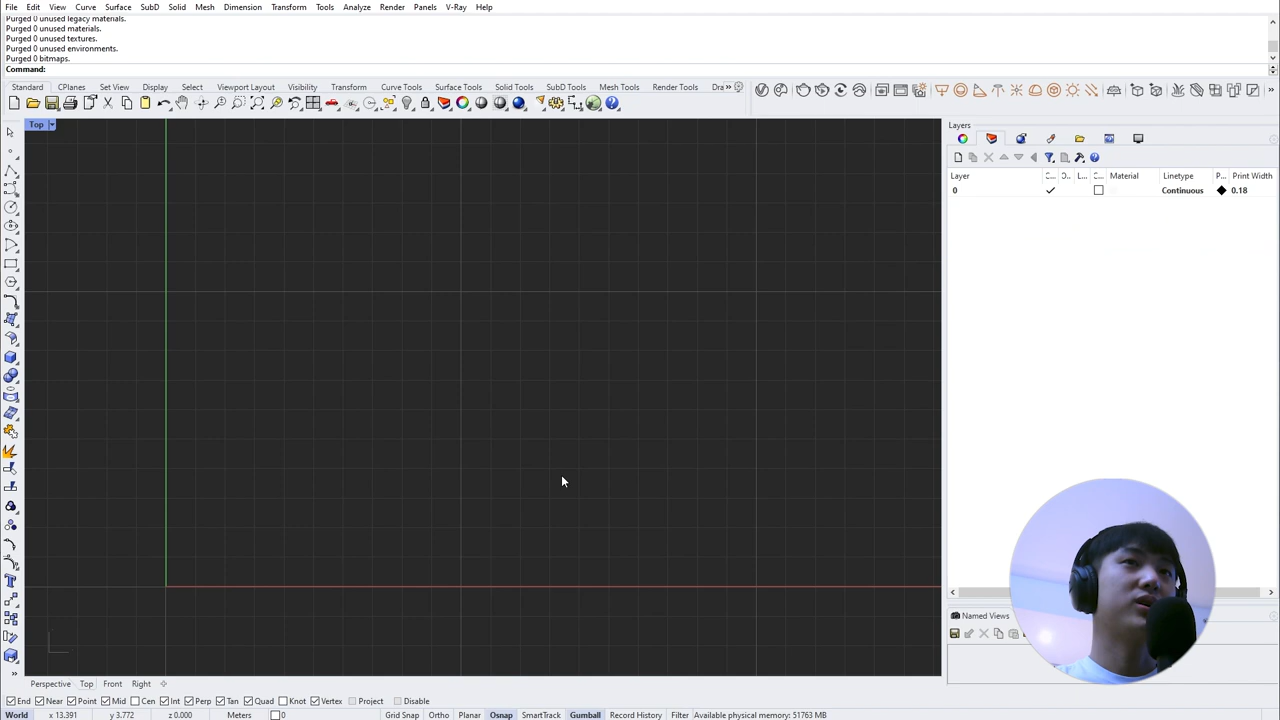 File Edit View Curve Surface SubD Solid Mesh Dimension Transform Tools Analyze Render Panels V-Ray Help
Purged 0 unused legacy materials.
Purged 0 unused materials.
Purged 0 unused textures.
Purged 0 unused environments.
Purged 0 bitmaps.
Command:
Standard CPlanes Set View Display Select Viewport Layout Visibility Transform Curve Tools Surface Tools Solid Tools SubD Tools Mesh Tools Render Tools Dra
Top
Layers
Layer C... O.. L... C... Material Linetype P... Print Width
0 Continuous 0.18
Named Views
Perspective Top Front Right
End Near Point Mid Cen Int Perp Tan Quad Knot Vertex Project Disable
World x 13.391 y 3.772 z 0.000 Meters 0 Grid Snap Ortho Planar Osnap SmartTrack Gumball Record History Filter Available physical memory: 51763 MB